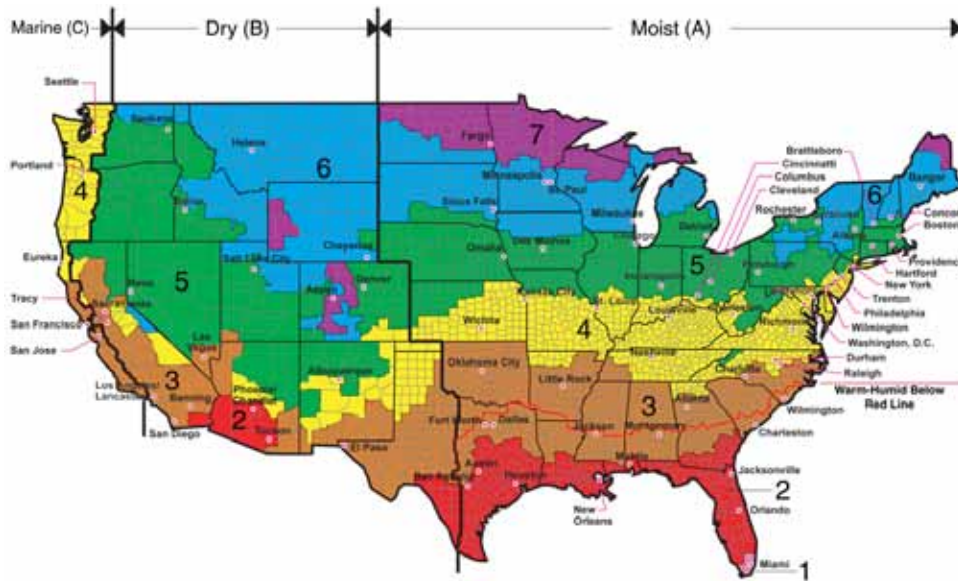 Marine (C)
Dry (B)
Moist (A)
Seattle
Spokane
Portland
4
Helena
6
Fargo
7
Brattleboro
Cincinnatti
Columbus
Cleveland
Bangor
6
Minneapolis
St. Paul
Boise
Sioux Falls
Milwaukee
Rochester
Concord
Boston
Detroit
Cheyenne
Salt Lake City
Omaha
Des Moines
Eureka
5
Reno
Denver
Aspen
5
Pittsburgh
Providence
Hartford
New York
Trenton
Philadelphia
Wilmington
Washington, D.C.
Tracy
San Francisco
San Jose
Kansas City
St. Louis
Louisville
Richmond
Wichita
4
Las
Vegas
Nashville
Durham
Raleigh
Charlotte
Albuquerque
Oklahoma City
Little Rock
3
Los Angeles/
Lancaster
Banning
Phoenix
2
Tucson
Atlanta
3
Warm-Humid Below
Red Line
Wilmington
San Diego
El Paso
Fort Worth
Dallas
Jackson
Montgomery
Charleston
Mobile
Austin
San Antonio
Houston
New
Orleans
Jacksonville
2
Orlando
Miami
1